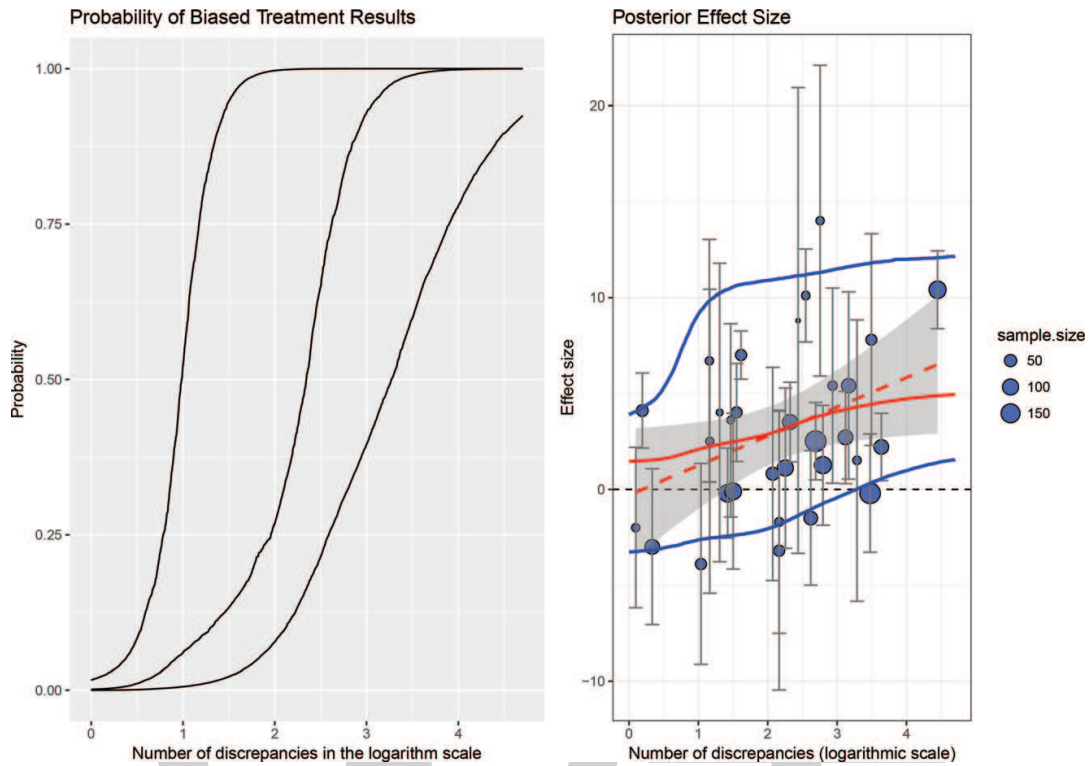 Probability of Biased Treatment Results
1.00
0.75
0.50
0.25
0.00
Probability
0 1 2 3 4
Number of discrepancies in the logarithm scale
Posterior Effect Size
20
10
0
−10
Effect size
0 1 2 3 4
Number of discrepancies (logarithmic scale)
sample.size
50
100
150